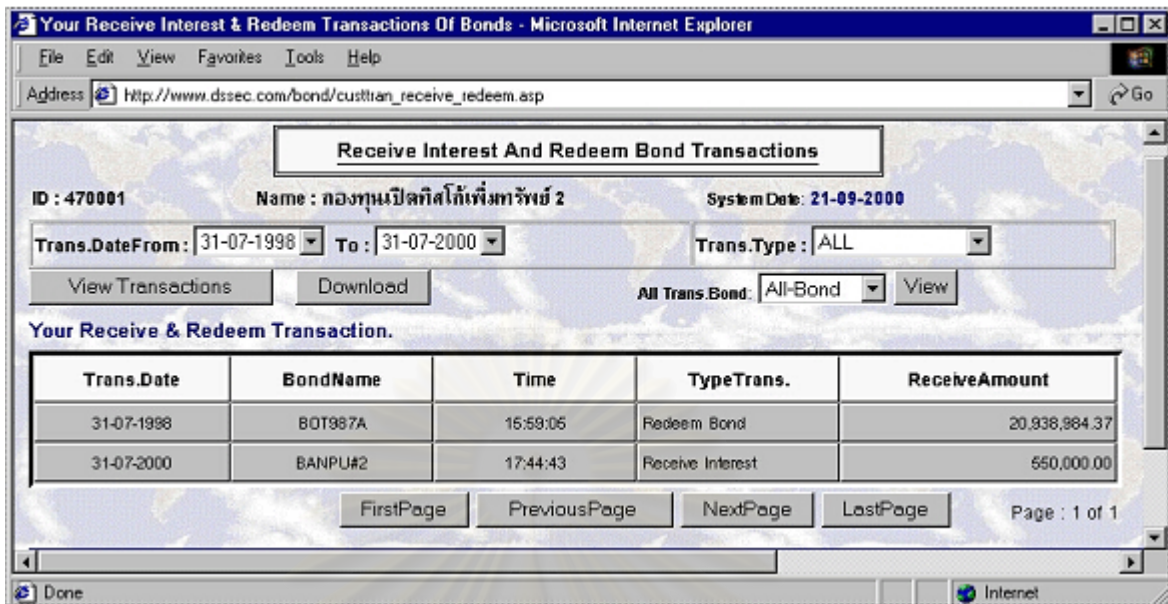 Your Receive Interest & Redeem Transactions Of Bonds - Microsoft Internet Explorer
File Edit View Favorites Tools Help
Address http://www.dssec.com/bond/custtran_receive_redeem.asp Go
Receive Interest And Redeem Bond Transactions
ID : 470001 Name : กองทุนเปิดทิสโก้เพิ่มทรัพย์ 2 System Date: 21-09-2000
Trans.DateFrom : 31-07-1998 To : 31-07-2000 Trans.Type : ALL
View Transactions Download All Trans.Bond: All-Bond View
Your Receive & Redeem Transaction.
Trans.Date BondName Time TypeTrans. ReceiveAmount
31-07-1998 BOT987A 15:59:05 Redeem Bond 20,938,984.37
31-07-2000 BANPU#2 17:44:43 Receive Interest 550,000.00
FirstPage PreviousPage NextPage LastPage Page : 1 of 1
Done Internet